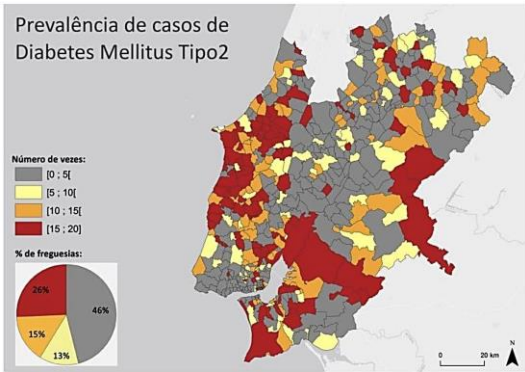 Prevalência de casos de
Diabetes Mellitus Tipo2
Número de vezes:
[0 ; 5[
[5 ; 10[
[10 ; 15[
[15 ; 20]
% de freguesias:
26%
46%
15%
13%
0 20 km
N